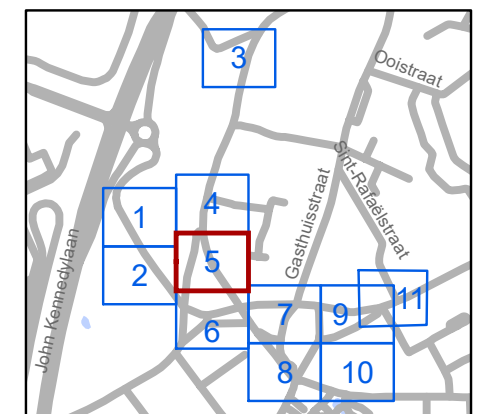 3
Ooistraat
Sint-Rafaëlstraat
Gasthuisstraat
1
4
2
5
John Kennedylaan
6
7
9
11
8
10